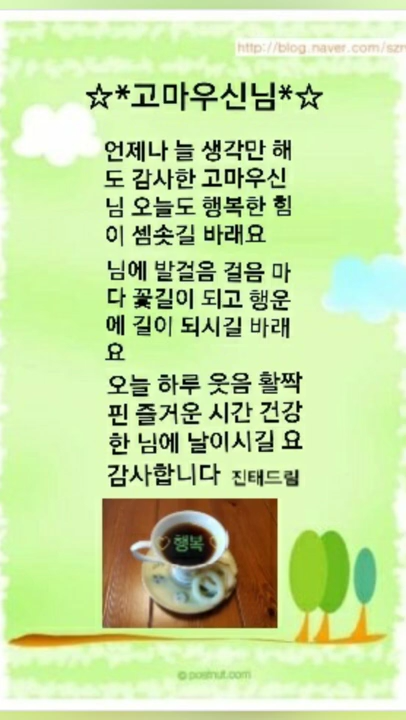 http://blog.naver.com/szr
☆*고마우신님*☆
언제나 늘 생각만 해
도 감사한 고마우신
님 오늘도 행복한 힘
이 셈솟길 바래요
님에 발걸음 걸음 마
다 꽃길이 되고 행운
에 길이 되시길 바래
요
오늘 하루 웃음 활짝
핀 즐거운 시간 건강
한 님에 날이시길 요
감사합니다 진태드림
행복
© postnut.com